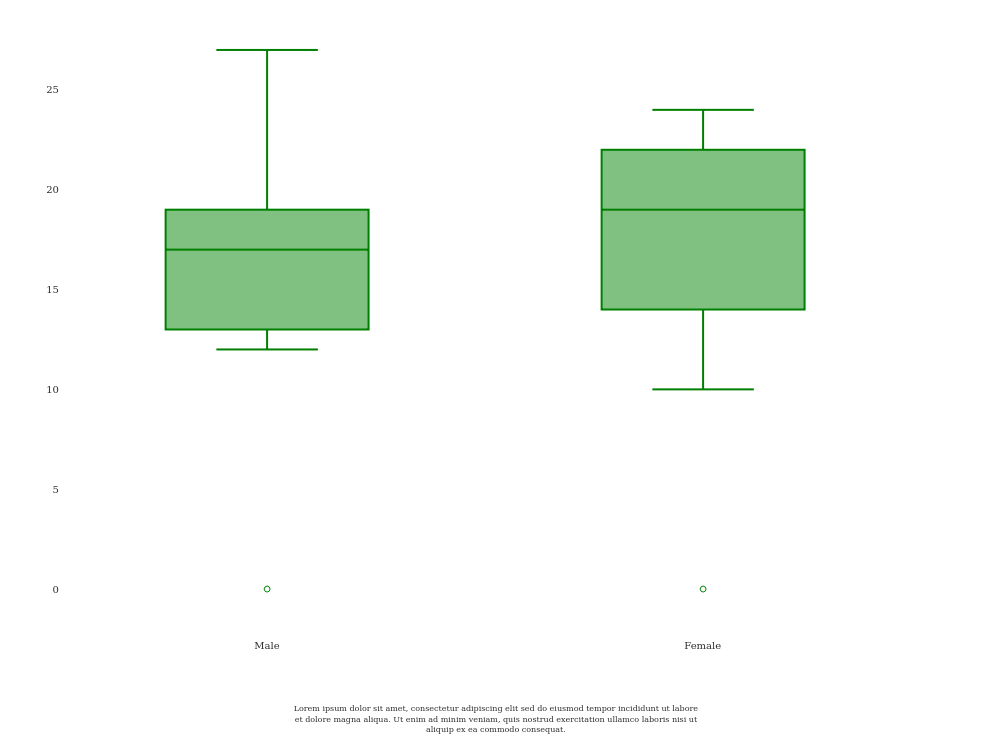 25
20
15
10
5
0
Male
Female
Lorem ipsum dolor sit amet, consectetur adipiscing elit sed do eiusmod tempor incididunt ut labore
et dolore magna aliqua. Ut enim ad minim veniam, quis nostrud exercitation ullamco laboris nisi ut
aliquip ex ea commodo consequat.